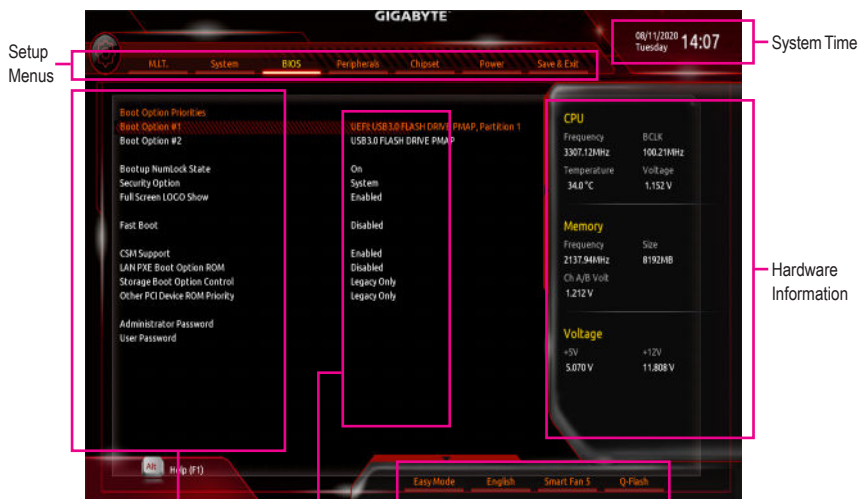 GIGABYTE™
08/11/2020
Tuesday
14:07
System Time
Setup
Menus
M.I.T. System BIOS Peripherals Chipset Power Save & Exit
Boot Option Priorities
Boot Option #1 UEFI: USB3.0 FLASH DRIVE PMAP, Partition 1
Boot Option #2 USB3.0 FLASH DRIVE PMAP
Bootup NumLock State On
Security Option System
Full Screen LOGO Show Enabled
Fast Boot Disabled
CSM Support Enabled
LAN PXE Boot Option ROM Disabled
Storage Boot Option Control Legacy Only
Other PCI Device ROM Priority Legacy Only
Administrator Password
User Password
CPU
Frequency BCLK
3307.12MHz 100.21MHz
Temperature Voltage
34.0 °C 1.152 V
Memory
Frequency Size
2137.94MHz 8192MB
Ch A/B Volt
1.212 V
Voltage
+5V +12V
5.070 V 11.808 V
Hardware
Information
Alt Help (F1)
Easy Mode English Smart Fan 5 Q-Flash